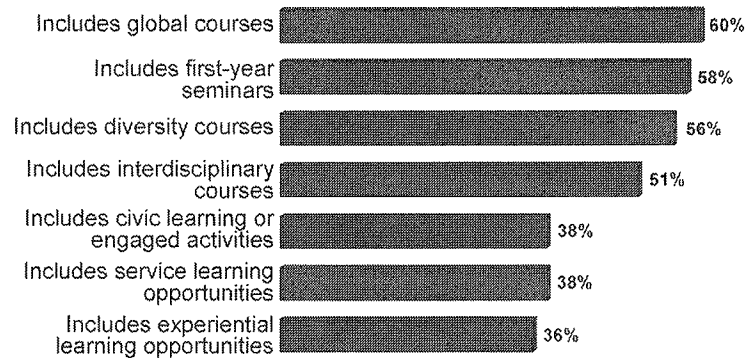 Includes global courses 60%
Includes first-year
seminars 58%
Includes diversity courses 56%
Includes interdisciplinary
courses 51%
Includes civic learning or
engaged activities 38%
Includes service learning
opportunities 38%
Includes experiential
learning opportunities 36%